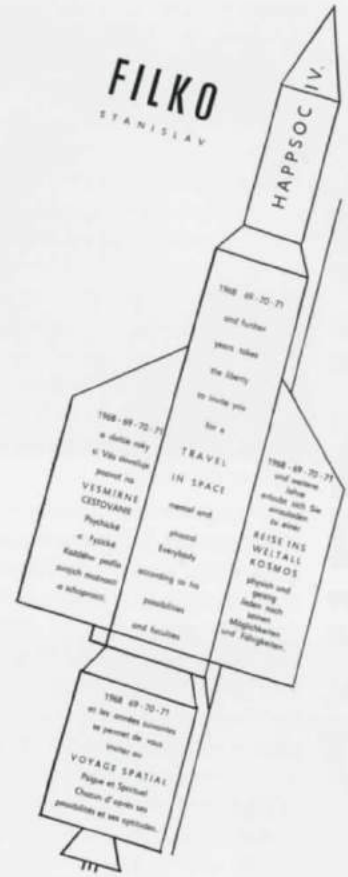 FILKO
STANISLAV
HAPPSOC IV.
1968 69-70-71
and further
years takes
the liberty
to invite you
for a
TRAVEL
IN SPACE
mental and
phisical
Everybody
according to his
possibilities
and faculties
1968-69-70-71
a ďalšie roky
si Vás dovoľuje
pozvať na
VESMÍRNE
CESTOVANIE
Psychické
a Fyzické
Každého podľa
svojich možností
a schopností.
1968-69-70-71
und weitere
Jahre
erlaubt sich Sie
einzuladen
zu einer
REISE INS
WELTALL
KOSMOS
physisch und
geistig
Jeden nach
seinen
Möglichkeiten
und Fähigkeiten.
1968 69-70-71
et les années suivantes
se permet de vous
inviter au
VOYAGE SPATIAL
et Spirituel
Chacun d'après ses
possibilités et ses aptitudes.